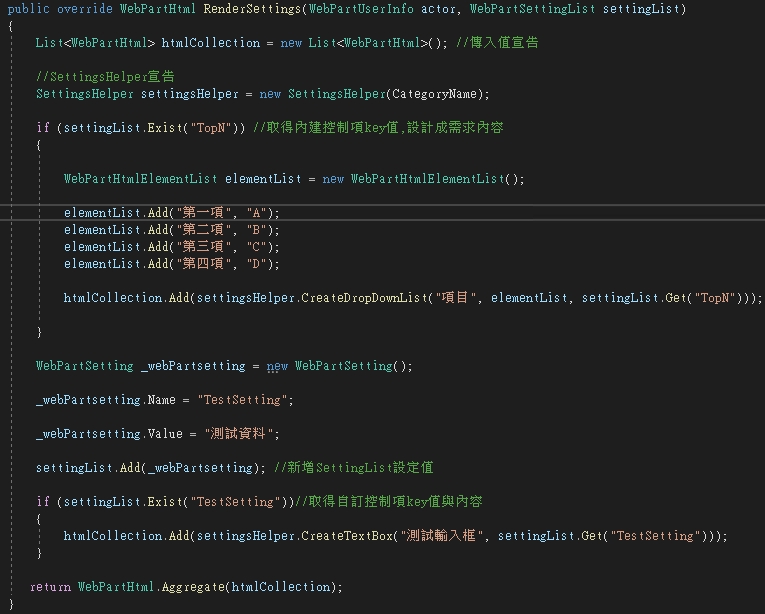 public override WebPartHtml RenderSettings(WebPartUserInfo actor, WebPartSettingList settingList)
{
List<WebPartHtml> htmlCollection = new List<WebPartHtml>(); //傳入值宣告
//SettingsHelper宣告
SettingsHelper settingsHelper = new SettingsHelper(CategoryName);
if (settingList.Exist("TopN")) //取得內建控制項key值,設計成需求內容
{
WebPartHtmlElementList elementList = new WebPartHtmlElementList();
elementList.Add("第一項", "A");
elementList.Add("第二項", "B");
elementList.Add("第三項", "C");
elementList.Add("第四項", "D");
htmlCollection.Add(settingsHelper.CreateDropDownList("項目", elementList, settingList.Get("TopN")));
}
WebPartSetting _webPartsetting = new WebPartSetting();
_webPartsetting.Name = "TestSetting";
_webPartsetting.Value = "測試資料";
settingList.Add(_webPartsetting); //新增SettingList設定值
if (settingList.Exist("TestSetting"))//取得自訂控制項key值與內容
{
htmlCollection.Add(settingsHelper.CreateTextBox("測試輸入框", settingList.Get("TestSetting")));
}
return WebPartHtml.Aggregate(htmlCollection);
}